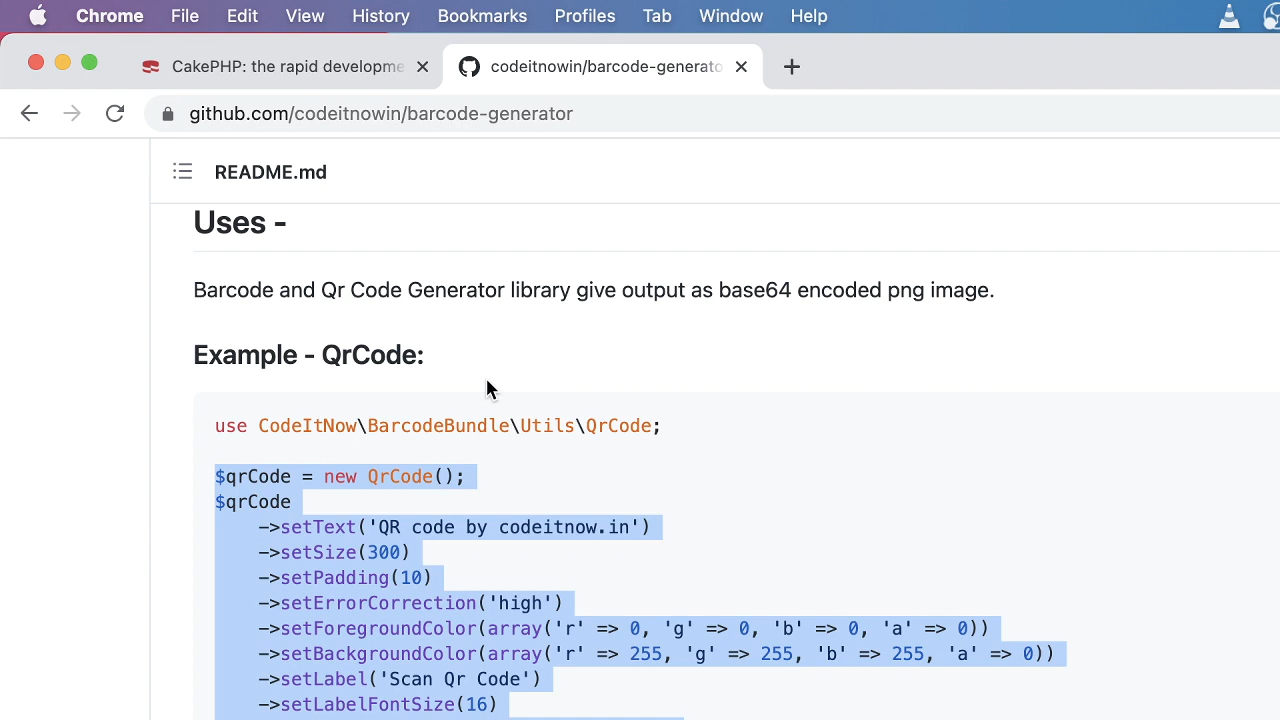 Chrome File Edit View History Bookmarks Profiles Tab Window Help
CakePHP: the rapid developme codeitnowin/barcode-generato
github.com/codeitnowin/barcode-generator
README.md
Uses -
Barcode and Qr Code Generator library give output as base64 encoded png image.
Example - QrCode:
use CodeItNow\BarcodeBundle\Utils\QrCode;
$qrCode = new QrCode();
$qrCode
->setText('QR code by codeitnow.in')
->setSize(300)
->setPadding(10)
->setErrorCorrection('high')
->setForegroundColor(array('r' => 0, 'g' => 0, 'b' => 0, 'a' => 0))
->setBackgroundColor(array('r' => 255, 'g' => 255, 'b' => 255, 'a' => 0))
->setLabel('Scan Qr Code')
->setLabelFontSize(16)